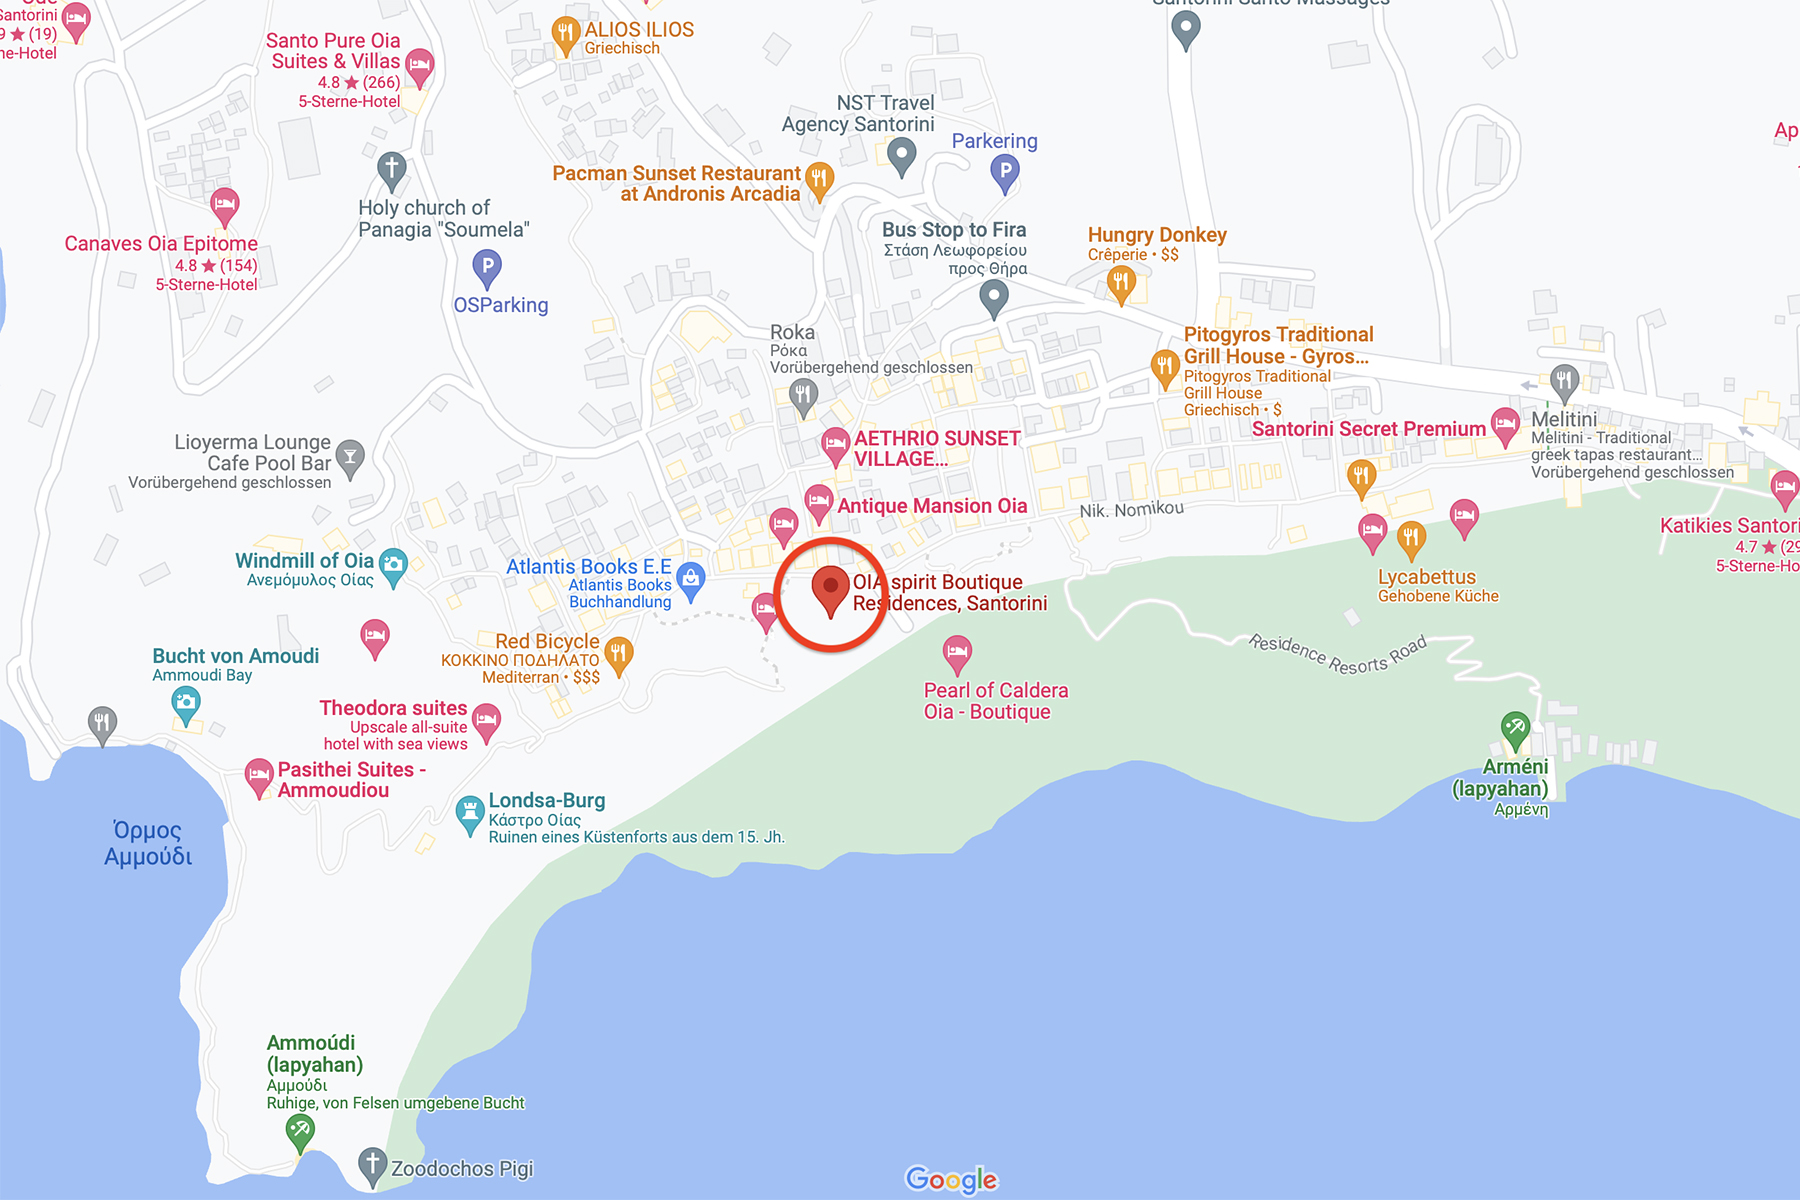 Santorini
9 ★ (19)
ne-Hotel
Santo Pure Oia
Suites & Villas
4.8 ★ (266)
5-Sterne-Hotel
ALIOS ILIOS
Griechisch
Santorini Santo Massages
NST Travel
Agency Santorini
Parkering
Ap
Pacman Sunset Restaurant
at Andronis Arcadia
Holy church of
Panagia "Soumela"
Canaves Oia Epitome
4.8 ★ (154)
5-Sterne-Hotel
OSParking
Bus Stop to Fira
Στάση Λεωφορείου
προς Θήρα
Hungry Donkey
Crêperie • $$
Roka
Ρόκα
Vorübergehend geschlossen
Pitogyros Traditional
Grill House - Gyros...
Pitogyros Traditional
Grill House
Griechisch • $
Santorini Secret Premium
Melitini
Melitini - Traditional
greek tapas restaurant...
Vorübergehend geschlossen
Lioyerma Lounge
Cafe Pool Bar
Vorübergehend geschlossen
AETHRIO SUNSET
VILLAGE...
Antique Mansion Oia
Nik. Nomikou
Katikies Santori
4.7 ★ (29
5-Sterne-Ho
Windmill of Oia
Ανεμόμυλος Οίας
Atlantis Books E.E
Atlantis Books
Buchhandlung
OIA spirit Boutique
Residences, Santorini
Lycabettus
Gehobene Küche
Residence Resorts Road
Red Bicycle
ΚΟΚΚΙΝΟ ΠΟΔΗΛΑΤΟ
Mediterran • $$$
Bucht von Amoudi
Ammoudi Bay
Pearl of Caldera
Oia - Boutique
Theodora suites
Upscale all-suite
hotel with sea views
Pasithei Suites -
Ammoudiou
Arméni
(lapyahan)
Αρμένη
Londsa-Burg
Κάστρο Οίας
Ruinen eines Küstenforts aus dem 15. Jh.
Όρμος
Αμμούδι
Ammoúdi
(lapyahan)
Αμμούδι
Ruhige, von Felsen umgebene Bucht
Zoodochos Pigi
Google